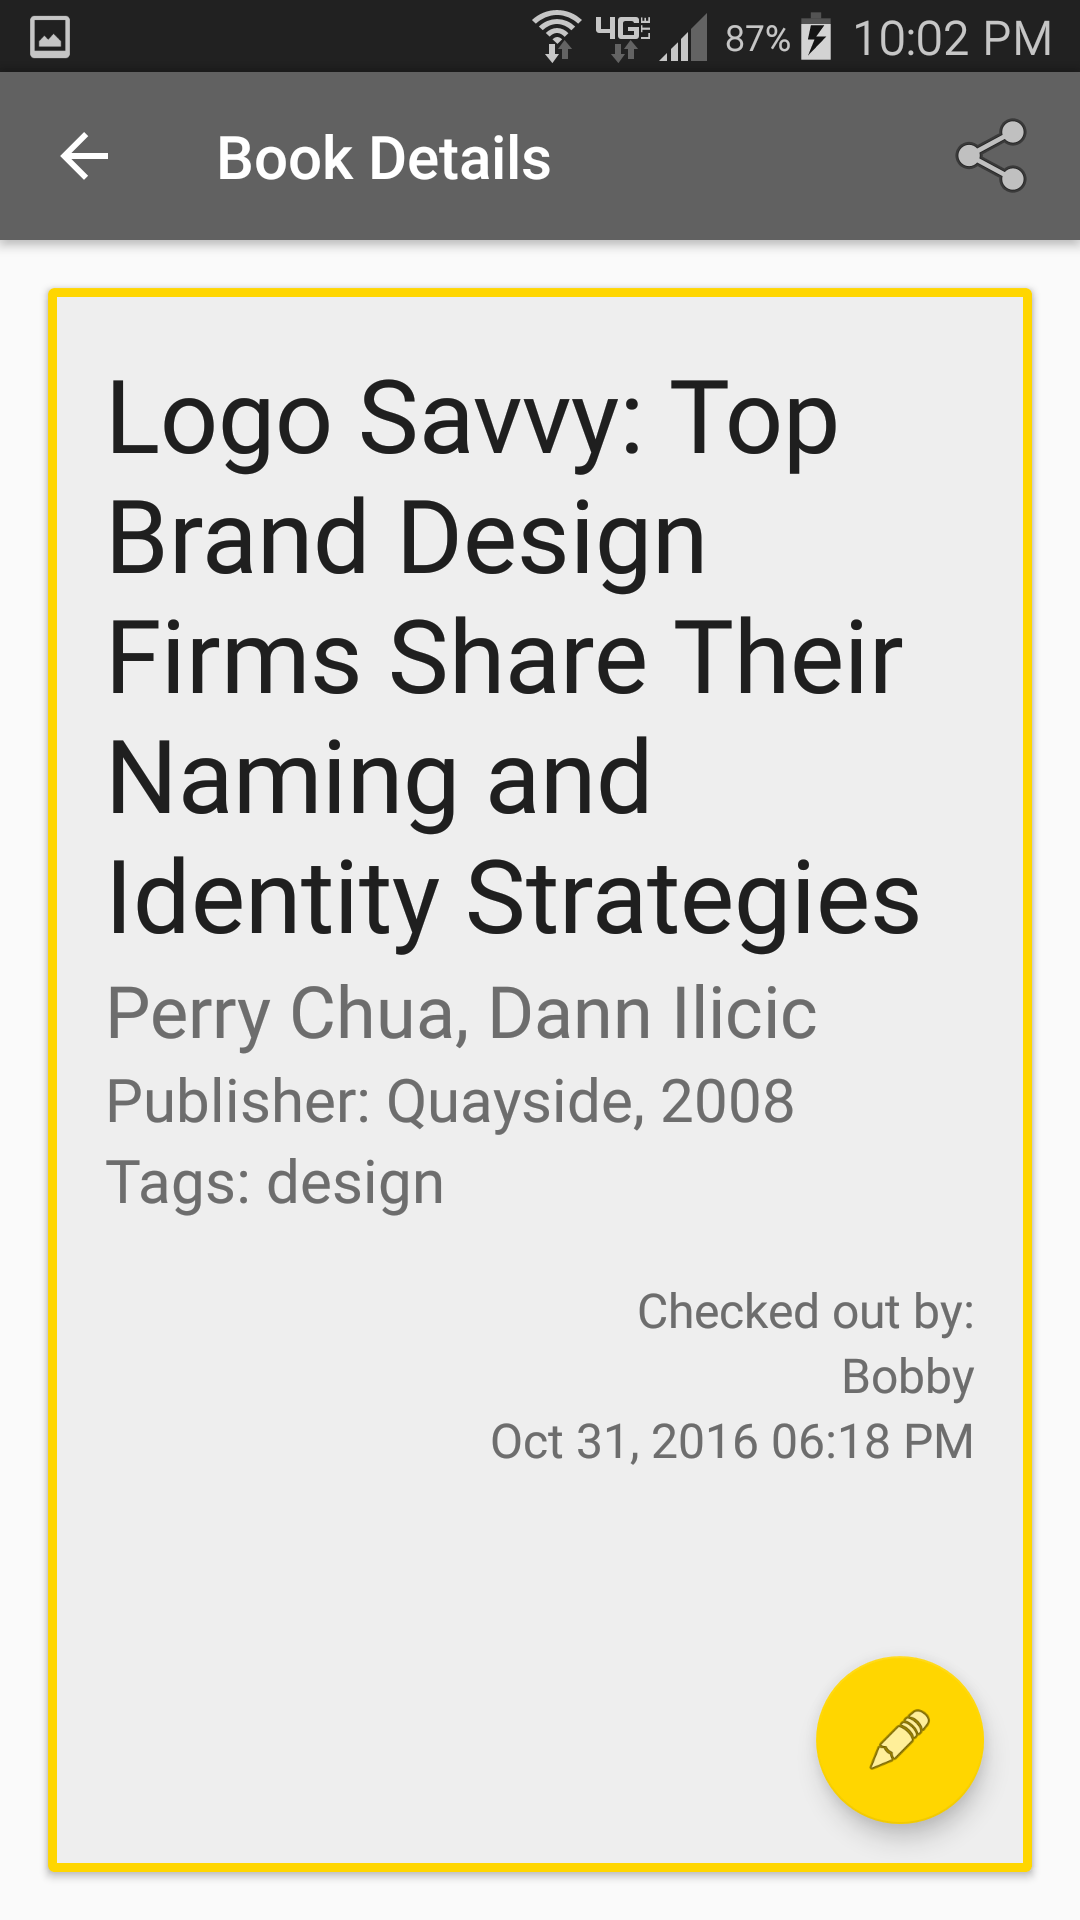 4G LTE 87% 10:02 PM
Book Details
Logo Savvy: Top
Brand Design
Firms Share Their
Naming and
Identity Strategies
Perry Chua, Dann Ilicic
Publisher: Quayside, 2008
Tags: design
Checked out by:
Bobby
Oct 31, 2016 06:18 PM